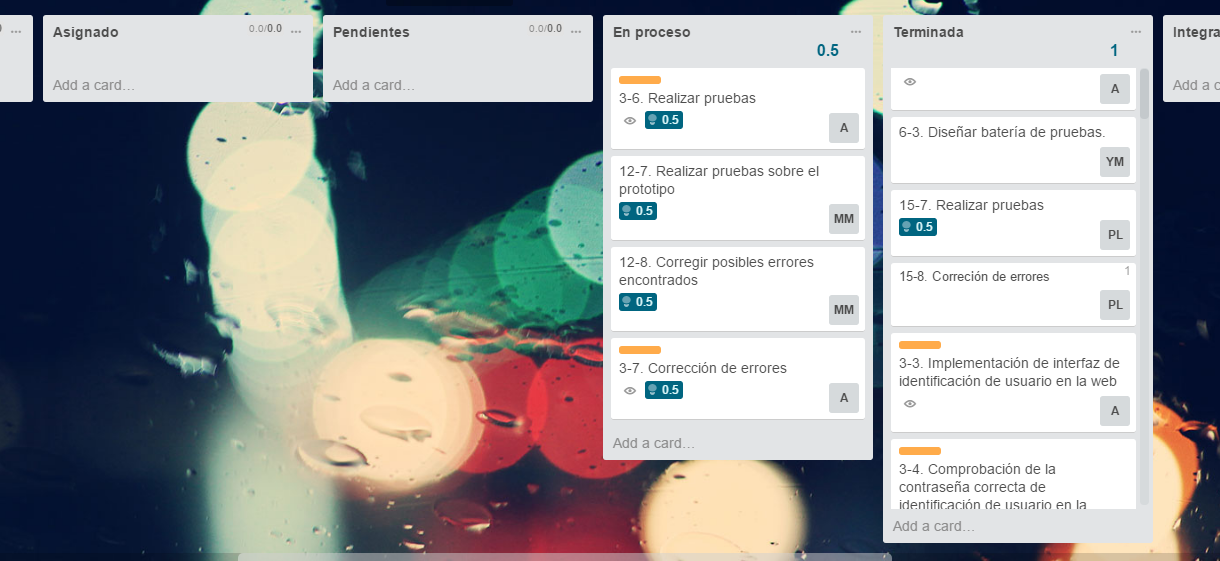 Asignado
0.0/0.0
Add a card…
Pendientes
0.0/0.0
Add a card…
En proceso
0.5
3-6. Realizar pruebas
0.5
A
12-7. Realizar pruebas sobre el
prototipo
0.5
MM
12-8. Corregir posibles errores
encontrados
0.5
MM
3-7. Corrección de errores
0.5
A
Add a card…
Terminada
1
A
6-3. Diseñar batería de pruebas.
YM
15-7. Realizar pruebas
0.5
PL
15-8. Correción de errores
1
PL
3-3. Implementación de interfaz de
identificación de usuario en la web
A
3-4. Comprobación de la
contraseña correcta de
identificación de usuario en la
Add a card…
Integra
Add a c